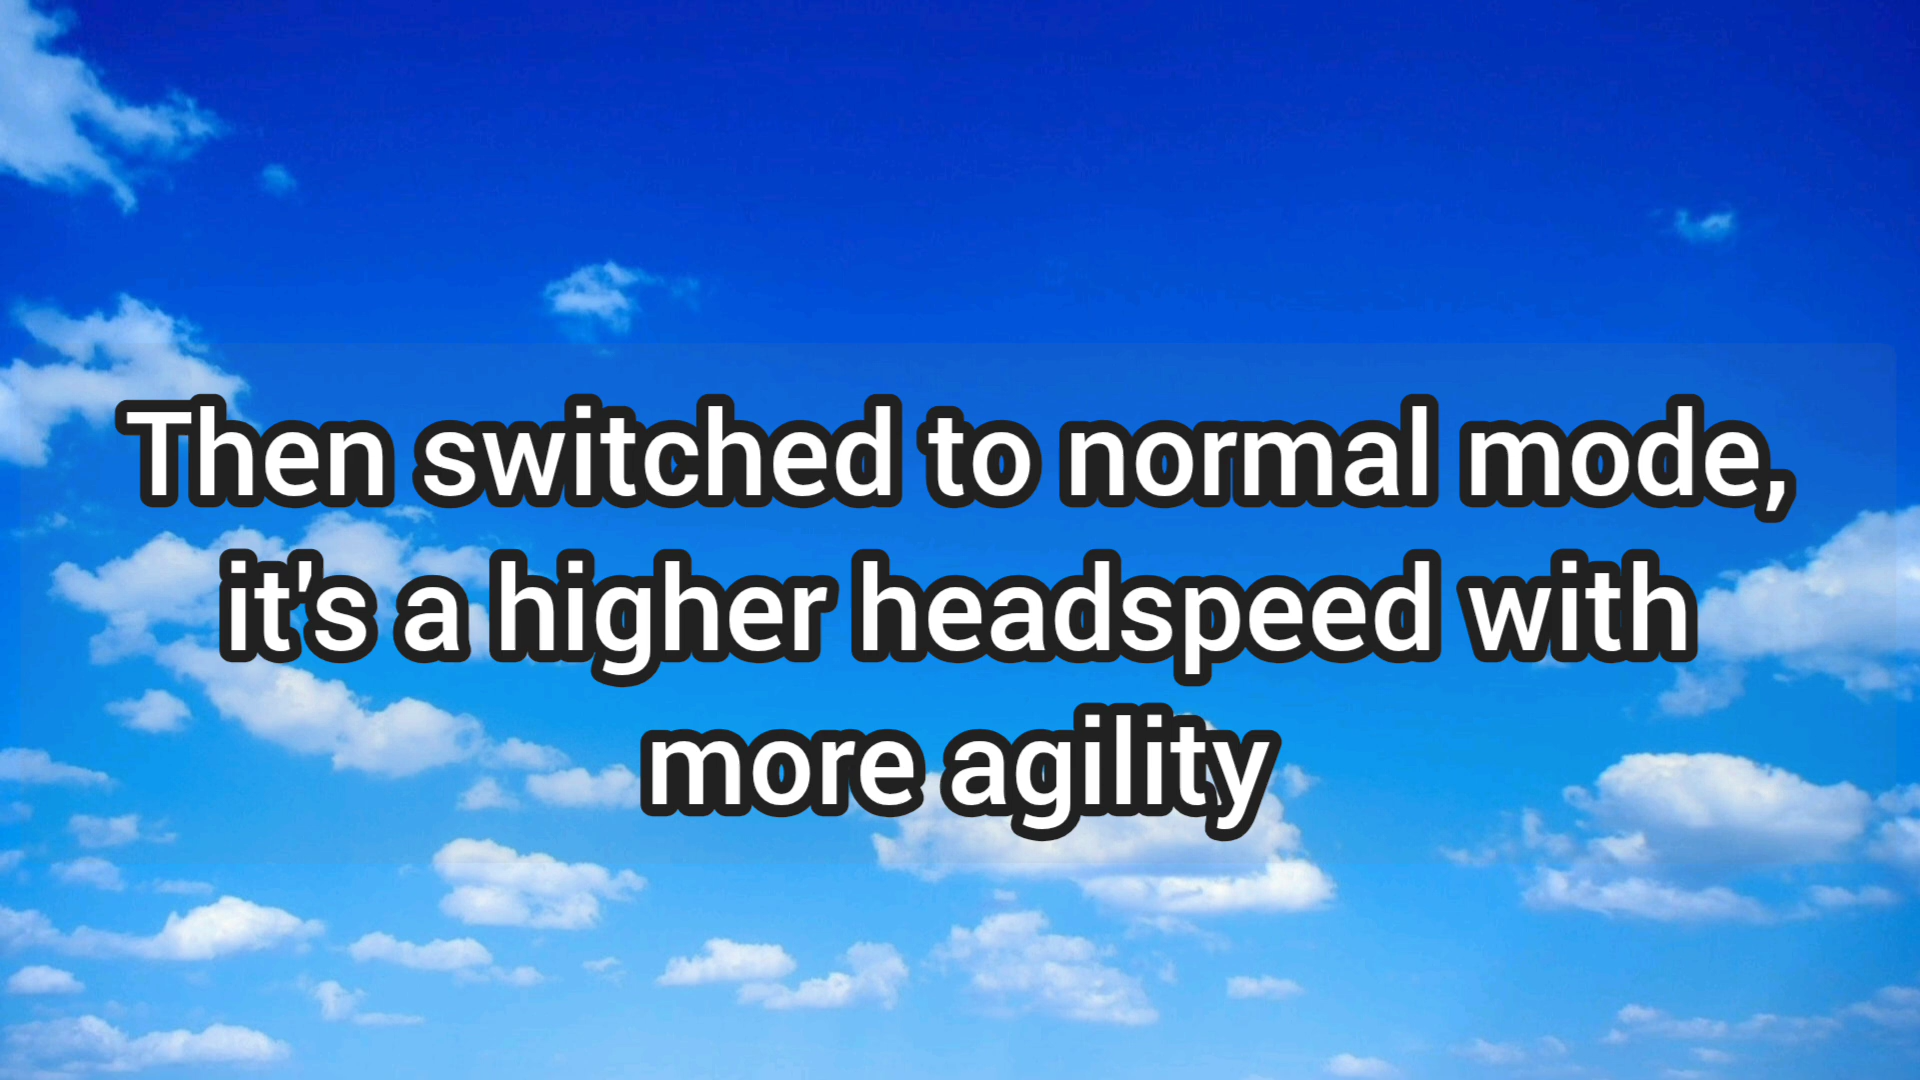 Then switched to normal mode,
it's a higher headspeed with
more agility